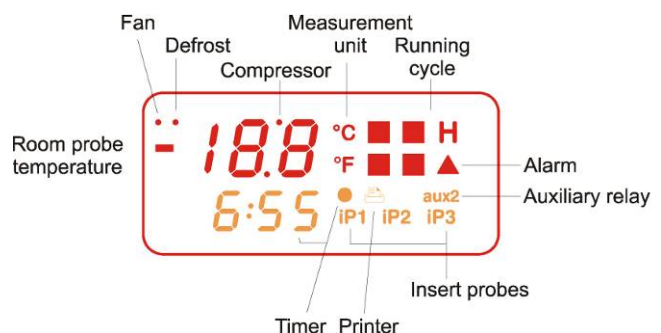 Fan
Defrost
Measurement
unit
Running
cycle
Compressor
Room probe
temperature
-18.8
°C
H
°F
Alarm
6:55
aux2
Auxiliary relay
iP1 iP2 iP3
Insert probes
Timer Printer